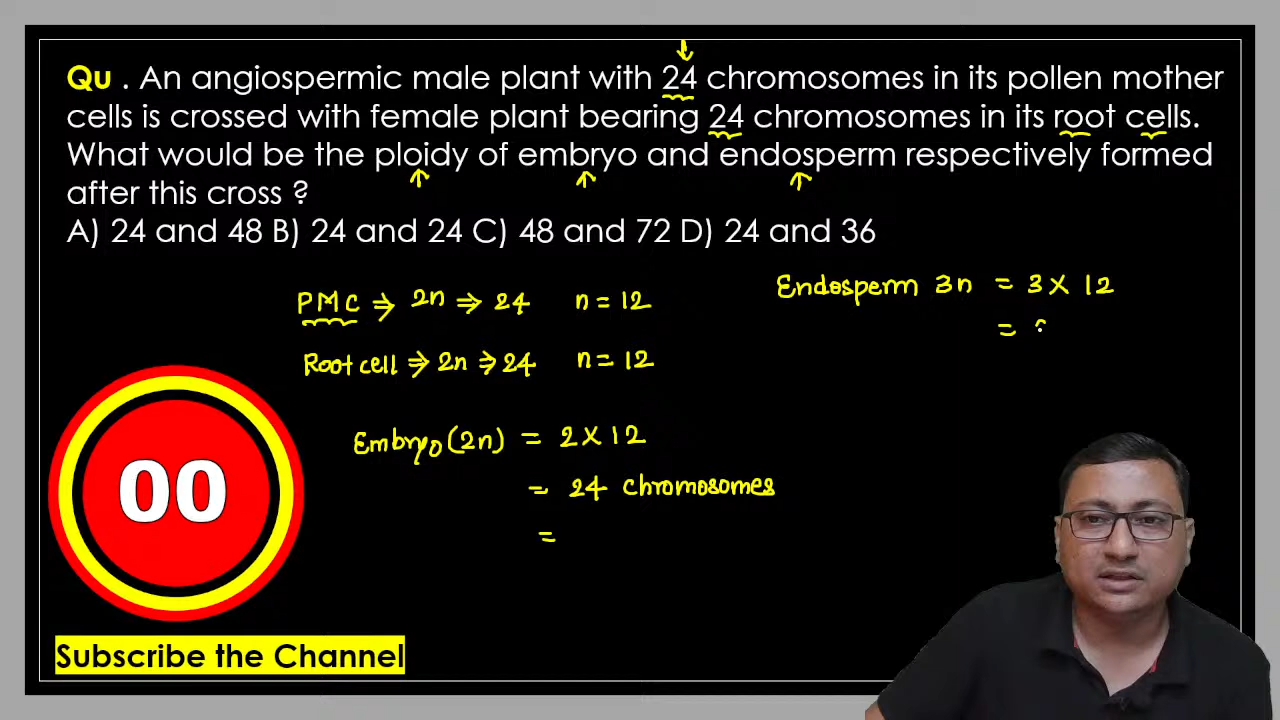 Qu . An angiospermic male plant with 24 chromosomes in its pollen mother
cells is crossed with female plant bearing 24 chromosomes in its root cells.
What would be the ploidy of embryo and endosperm respectively formed
after this cross ?
A) 24 and 48 B) 24 and 24 C) 48 and 72 D) 24 and 36
PMC ⇒ 2n ⇒ 24 n = 12
Root cell ⇒ 2n ⇒ 24 n = 12
Embryo (2n) = 2 × 12
= 24 chromosomes
=
Endosperm 3n = 3 × 12
=
00
Subscribe the Channel